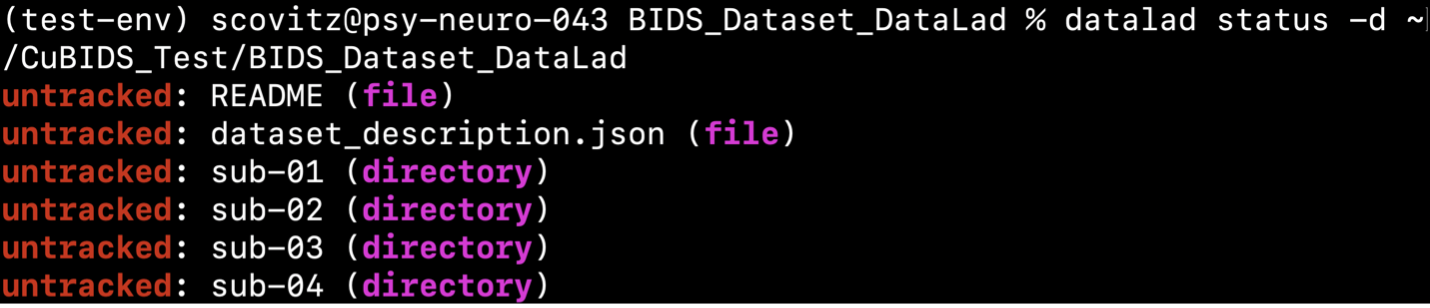 (test-env) scovitz@psy-neuro-043 BIDS_Dataset_DataLad % datalad status -d ~
/CuBIDS_Test/BIDS_Dataset_DataLad
untracked: README (file)
untracked: dataset_description.json (file)
untracked: sub-01 (directory)
untracked: sub-02 (directory)
untracked: sub-03 (directory)
untracked: sub-04 (directory)